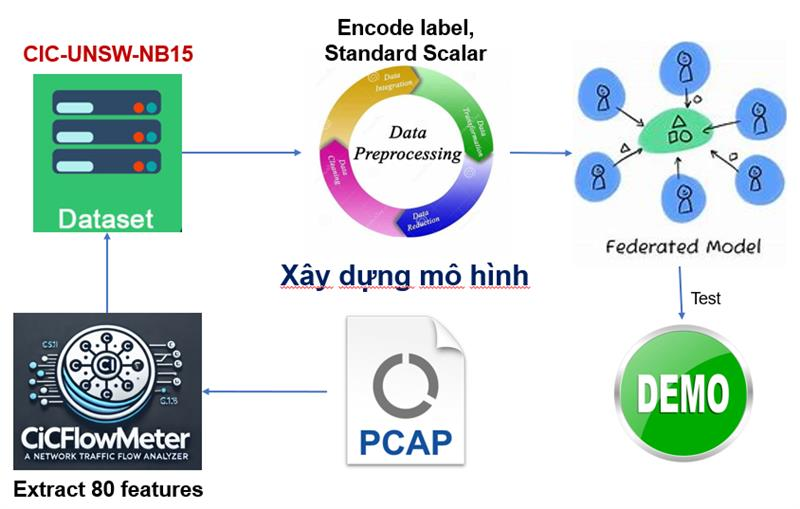 CIC-UNSW-NB15
Dataset
Encode label,
Standard Scalar
Data
Integration
Data
Transformation
Data
Cleaning
Data
Reduction
Data
Preprocessing
Federated Model
Xây dựng mô hình
Test
CiCFlowMeter
A NETWORK TRAFFIC FLOW ANALYZER
Extract 80 features
PCAP
DEMO